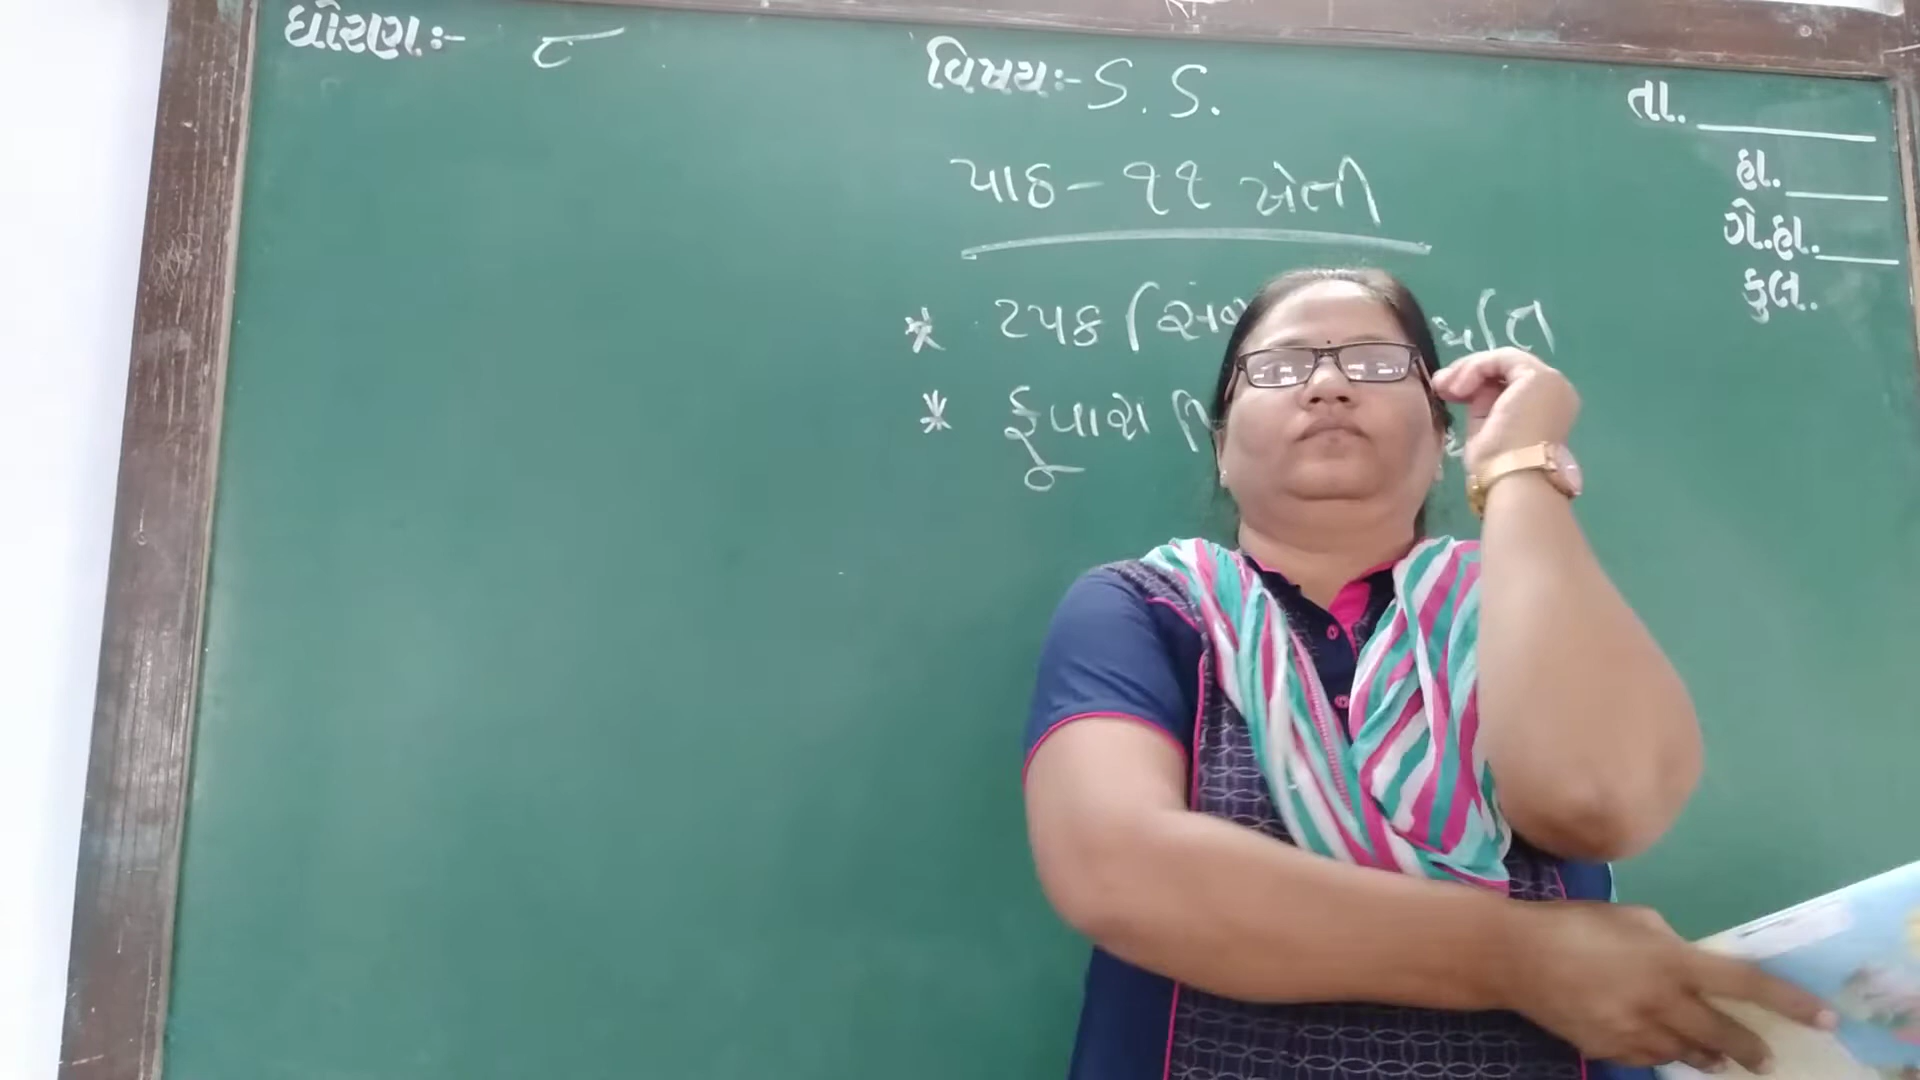 ધોરણઃ- ૮
વિષયઃ- S. S.
તા.
હા.
ગે.હા.
કુલ.
પાઠ - ૧૧ ખેતી
* ટપક
* ફૂવારા